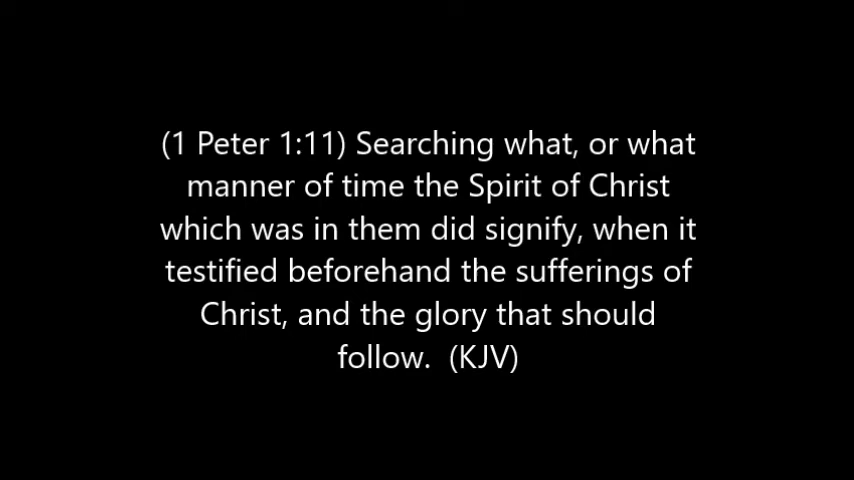 (1 Peter 1:11) Searching what, or what
manner of time the Spirit of Christ
which was in them did signify, when it
testified beforehand the sufferings of
Christ, and the glory that should
follow.  (KJV)